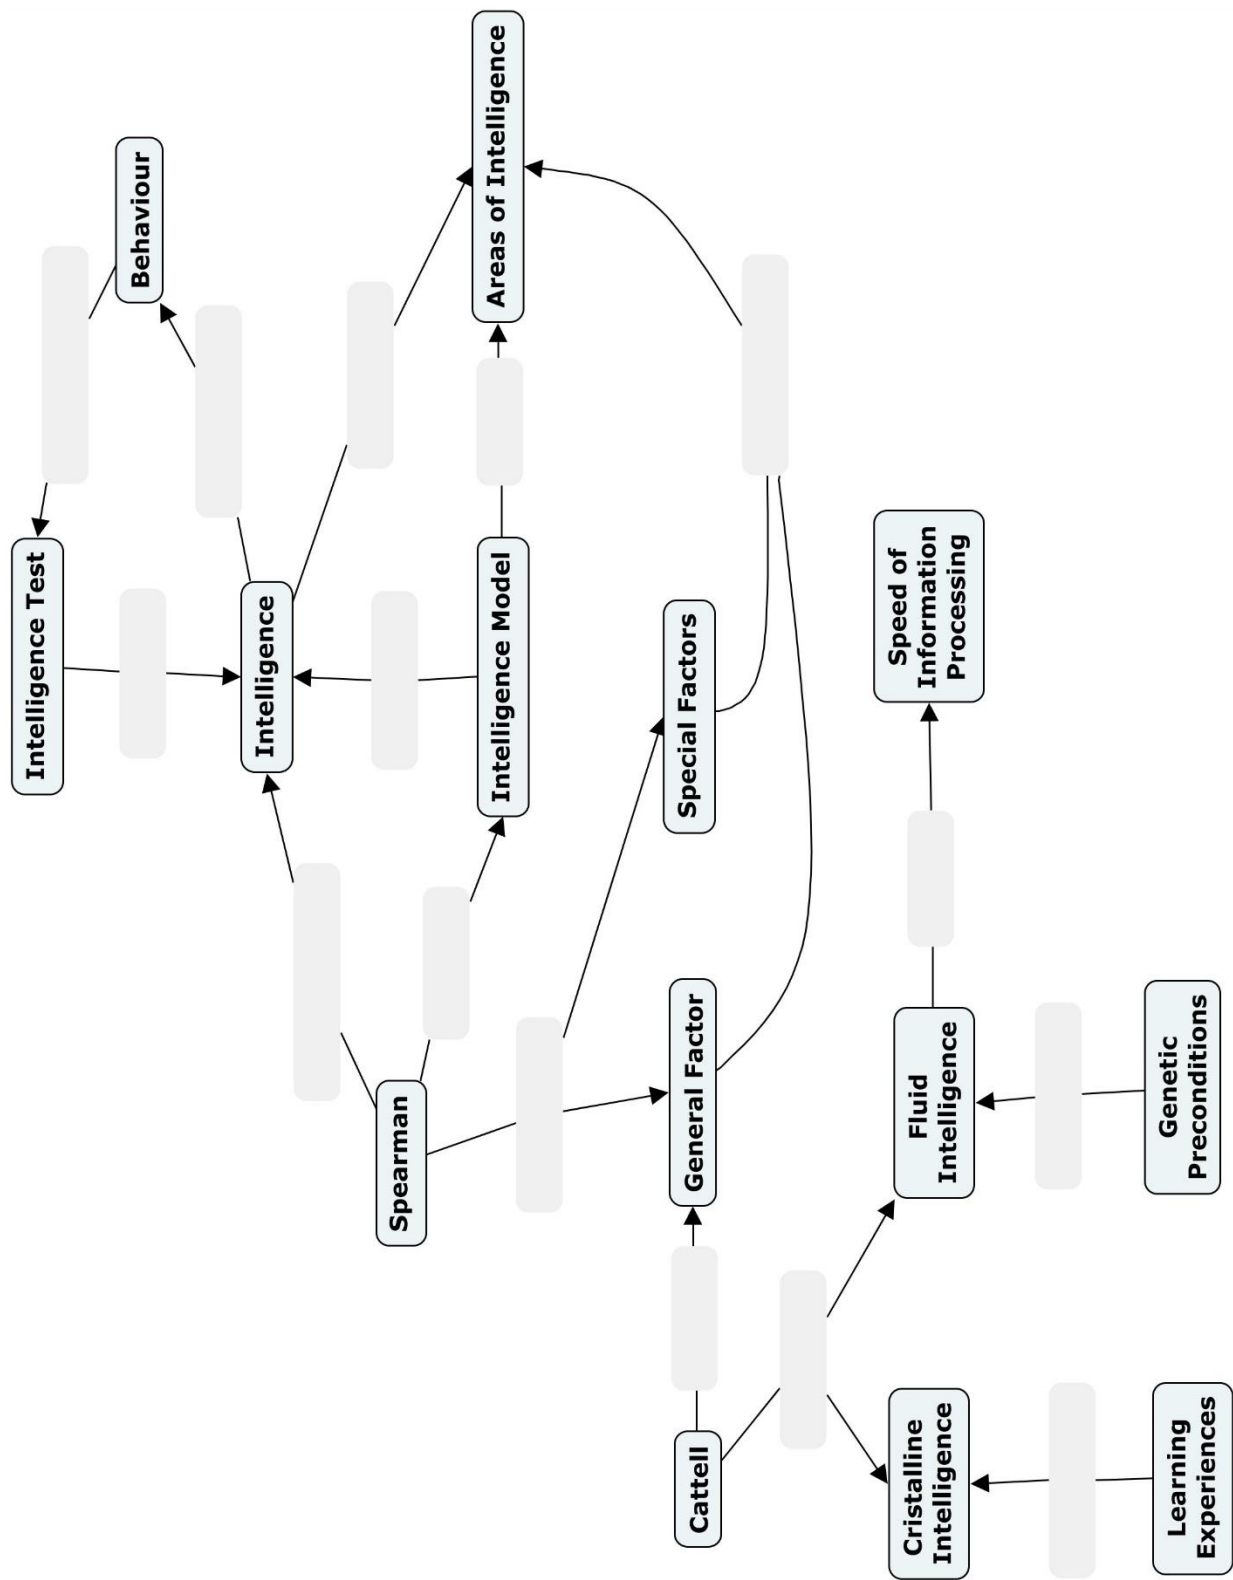 Intelligence Test
Behaviour
Intelligence
Areas of Intelligence
Intelligence Model
Spearman
Special Factors
General Factor
Cattell
Speed of
Information
Processing
Fluid
Intelligence
Cristalline
Intelligence
Genetic
Preconditions
Learning
Experiences